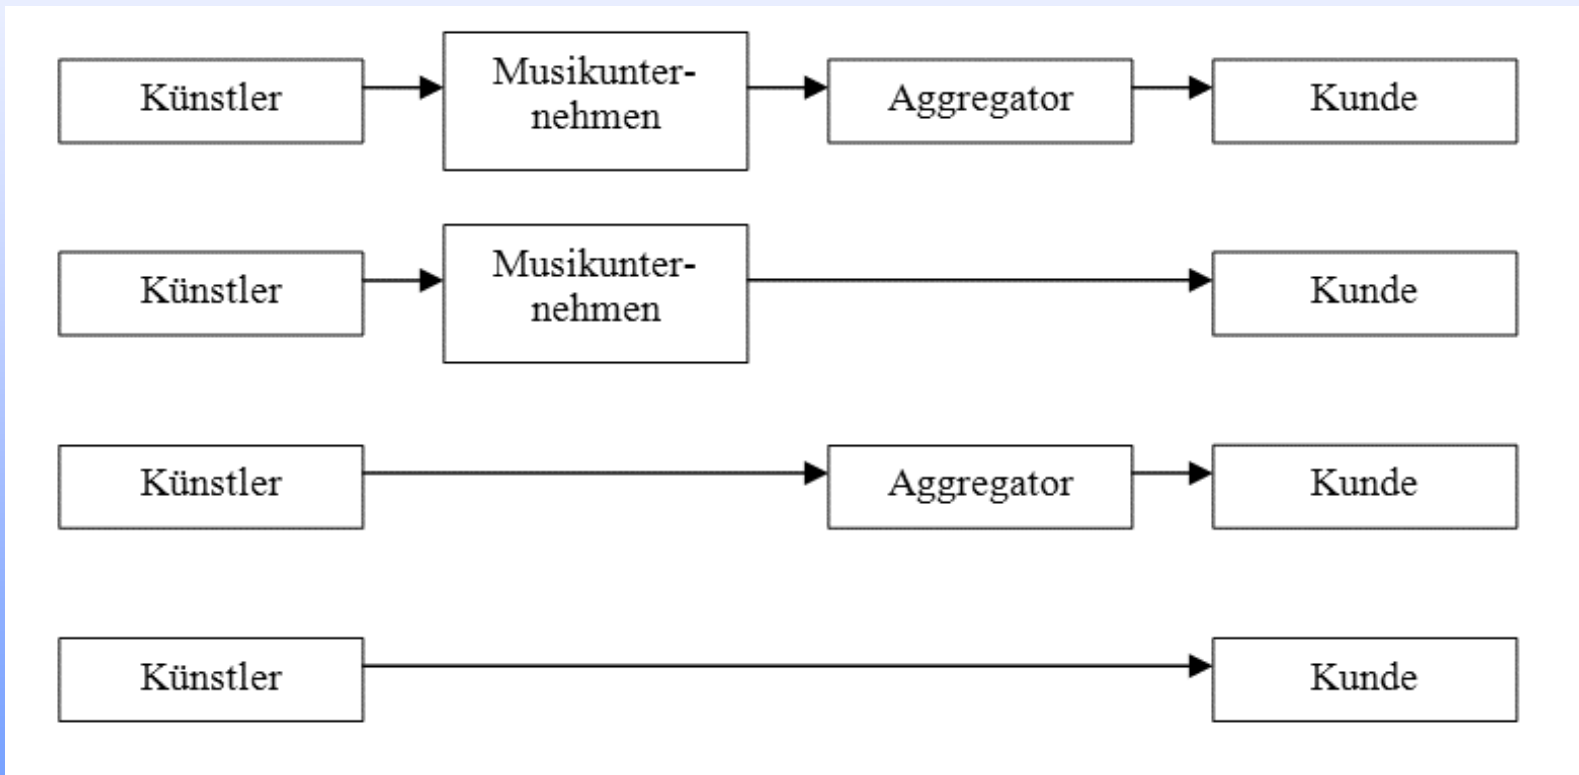 Künstler
Musikunter-
nehmen
Aggregator
Kunde
Künstler
Musikunter-
nehmen
Kunde
Künstler
Aggregator
Kunde
Künstler
Kunde